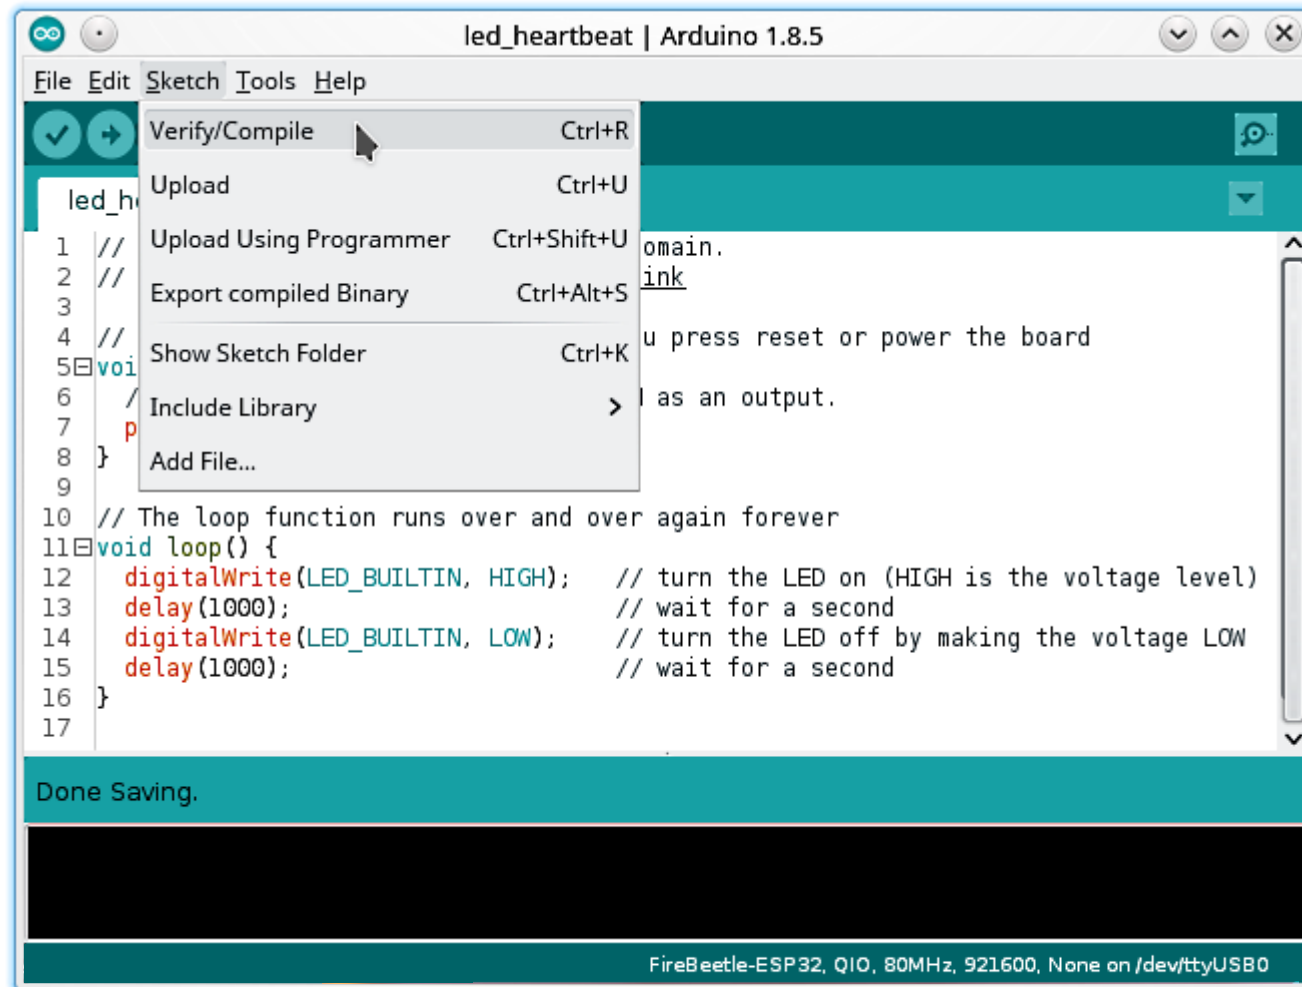 led_heartbeat | Arduino 1.8.5
File Edit Sketch Tools Help
Verify/Compile Ctrl+R
Upload Ctrl+U
Upload Using Programmer Ctrl+Shift+U
Export compiled Binary Ctrl+Alt+S
Show Sketch Folder Ctrl+K
Include Library
Add File...
led_h
1 // omain.
2 // ink
3
4 // u press reset or power the board
5 voi
6 / as an output.
7 p
8 }
9
10 // The loop function runs over and over again forever
11 void loop() {
12 digitalWrite(LED_BUILTIN, HIGH); // turn the LED on (HIGH is the voltage level)
13 delay(1000); // wait for a second
14 digitalWrite(LED_BUILTIN, LOW); // turn the LED off by making the voltage LOW
15 delay(1000); // wait for a second
16 }
17
Done Saving.
FireBeetle-ESP32, QIO, 80MHz, 921600, None on /dev/ttyUSB0